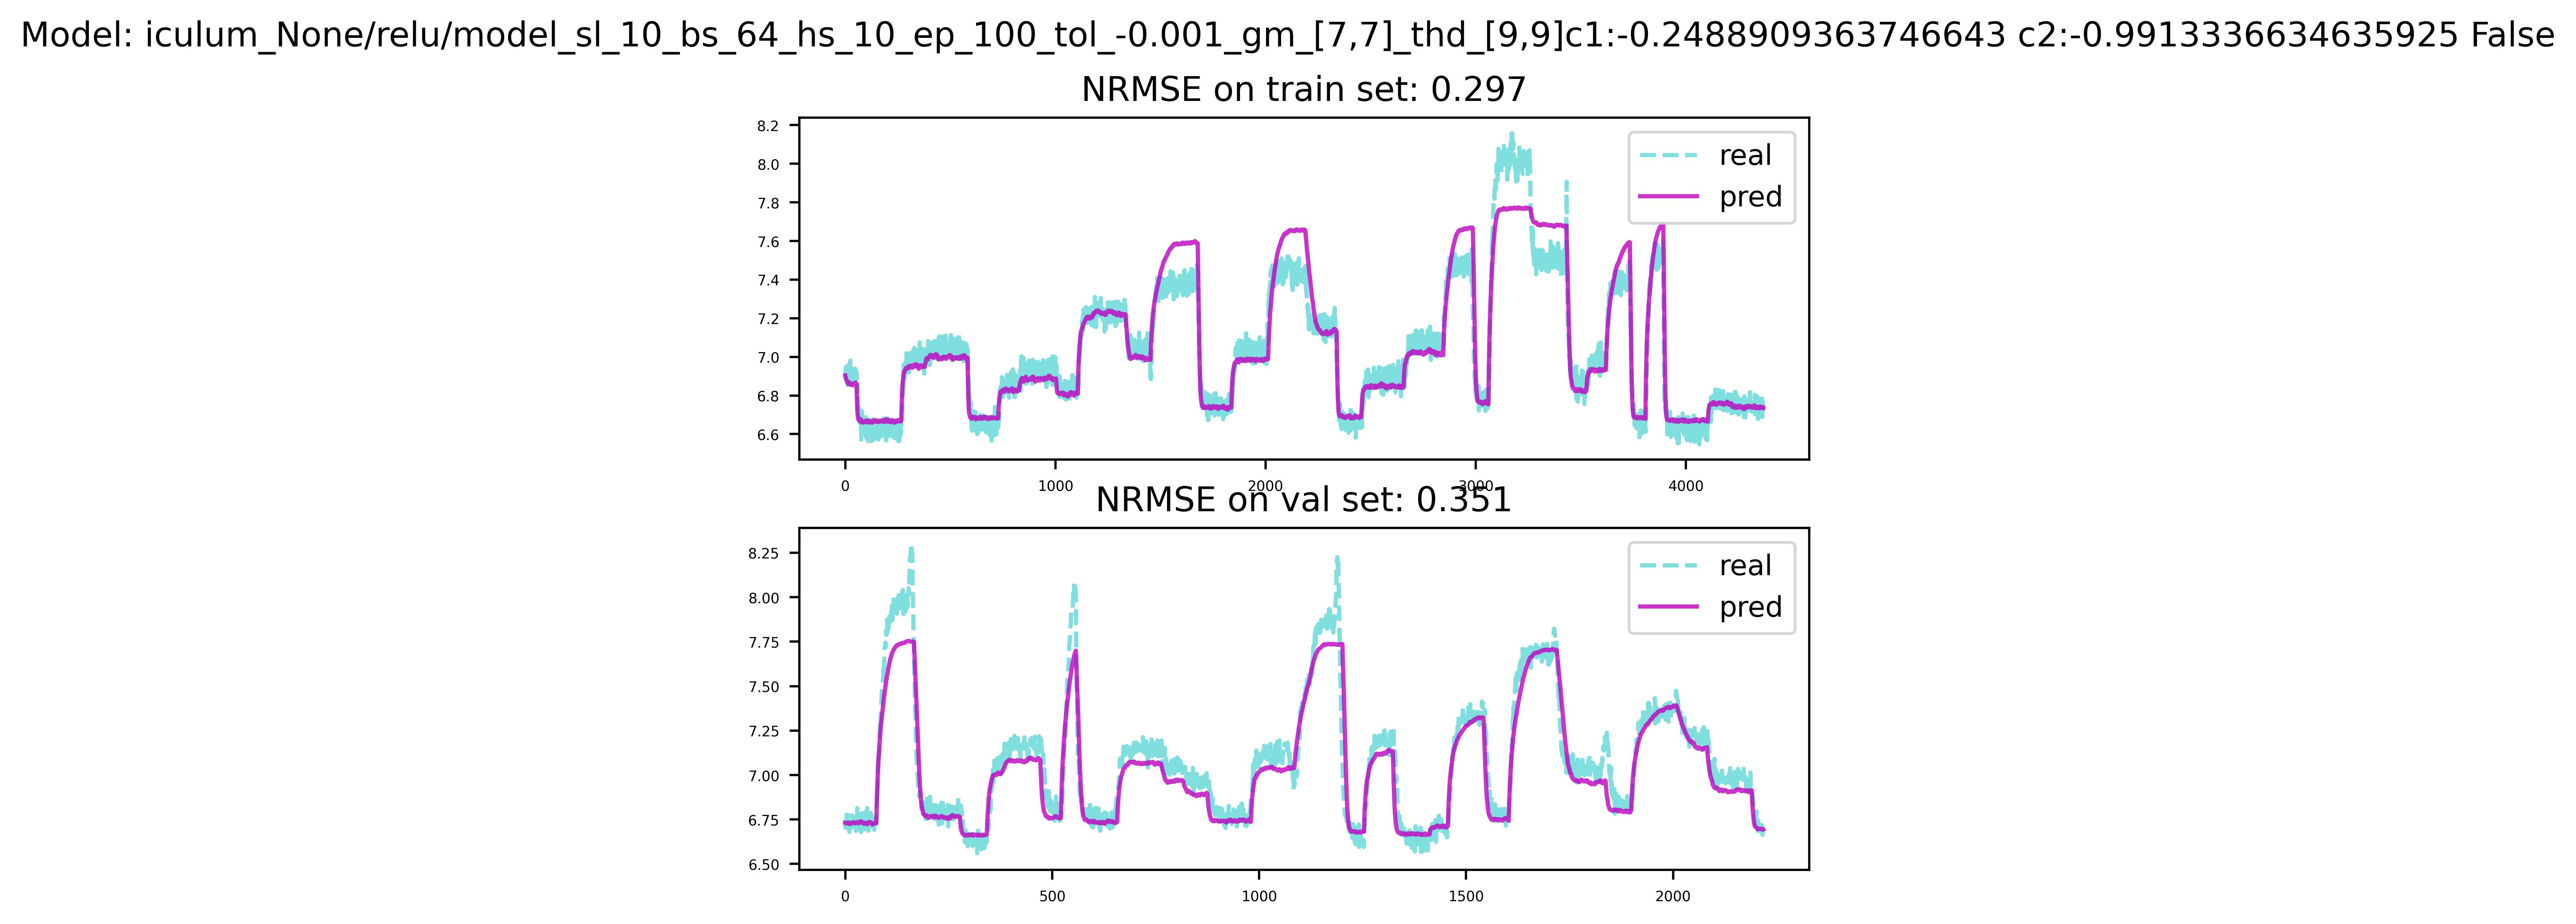 Model: iculum_None/relu/model_sl_10_bs_64_hs_10_ep_100_tol_-0.001_gm_[7,7]_thd_[9,9]c1:-0.2488909363746643 c2:-0.9913336634635925 False
NRMSE on train set: 0.297
8.2
8.0
7.8
7.6
7.4
7.2
7.0
6.8
6.6
real
pred
0 1000 2000 3000 4000
NRMSE on val set: 0.351
8.25
8.00
7.75
7.50
7.25
7.00
6.75
6.50
real
pred
0 500 1000 1500 2000